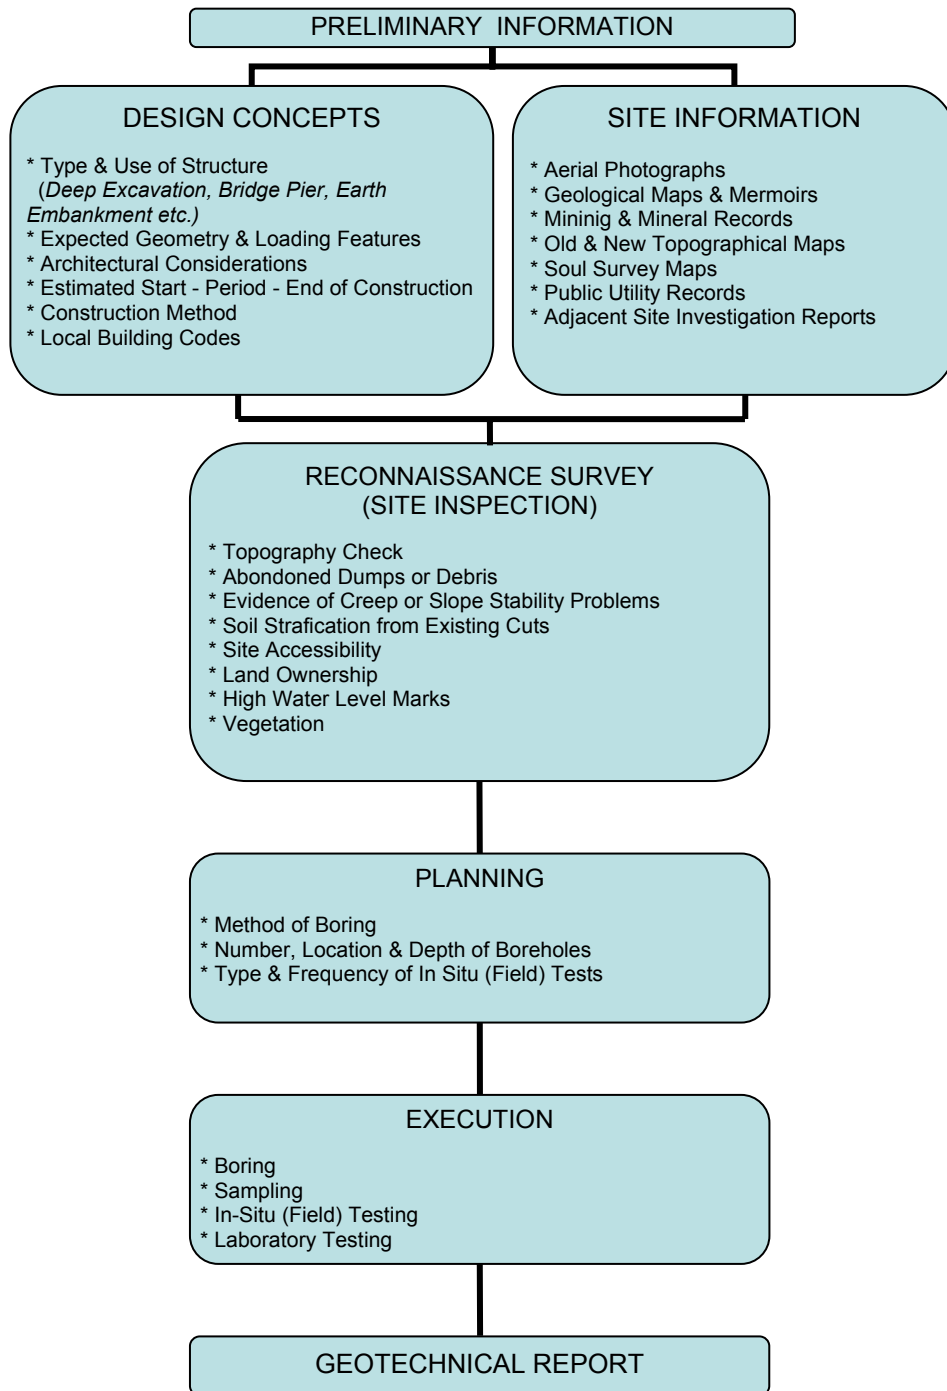 PRELIMINARY INFORMATION
DESIGN CONCEPTS
* Type & Use of Structure
(Deep Excavation, Bridge Pier, Earth
Embankment etc.)
* Expected Geometry & Loading Features
* Architectural Considerations
* Estimated Start - Period - End of Construction
* Construction Method
* Local Building Codes
SITE INFORMATION
* Aerial Photographs
* Geological Maps & Mermoirs
* Mininig & Mineral Records
* Old & New Topographical Maps
* Soul Survey Maps
* Public Utility Records
* Adjacent Site Investigation Reports
RECONNAISSANCE SURVEY
(SITE INSPECTION)
* Topography Check
* Abondoned Dumps or Debris
* Evidence of Creep or Slope Stability Problems
* Soil Strafication from Existing Cuts
* Site Accessibility
* Land Ownership
* High Water Level Marks
* Vegetation
PLANNING
* Method of Boring
* Number, Location & Depth of Boreholes
* Type & Frequency of In Situ (Field) Tests
EXECUTION
* Boring
* Sampling
* In-Situ (Field) Testing
* Laboratory Testing
GEOTECHNICAL REPORT